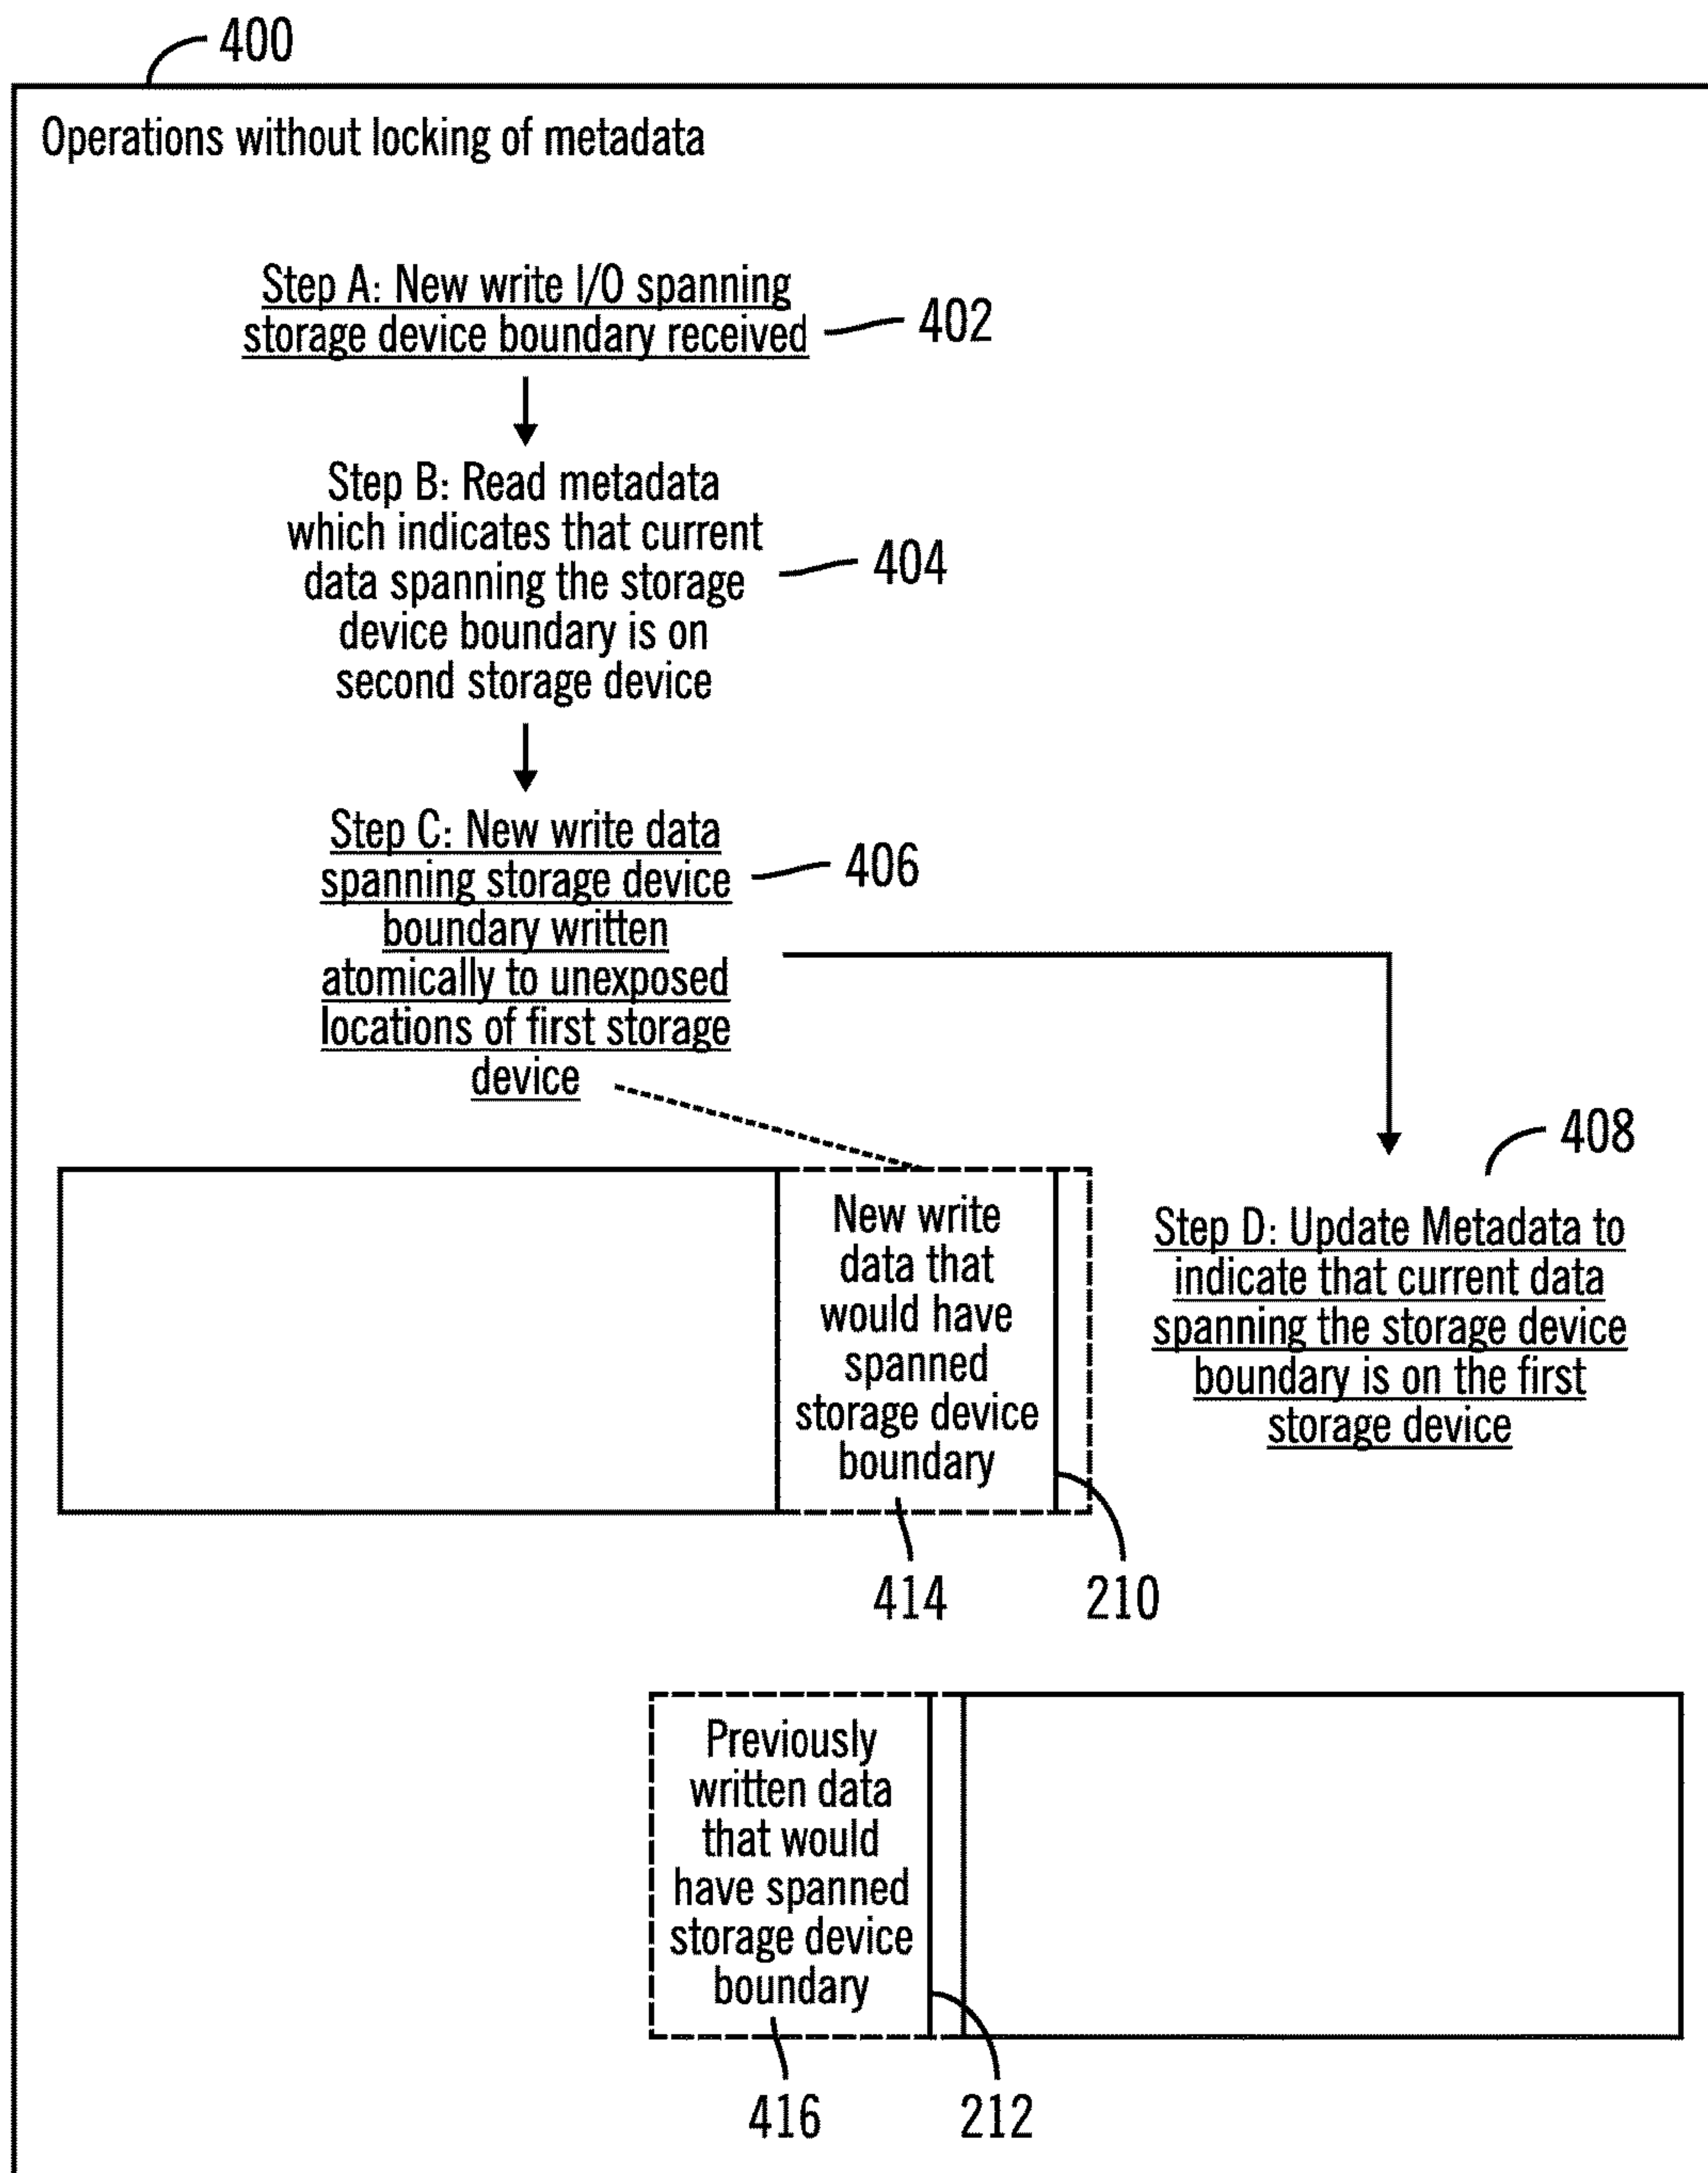 400
Operations without locking of metadata
Step A: New write I/O spanning
storage device boundary received
402
Step B: Read metadata
which indicates that current
data spanning the storage
device boundary is on
second storage device
404
Step C: New write data
spanning storage device
boundary written
atomically to unexposed
locations of first storage
device
406
408
Step D: Update Metadata to
indicate that current data
spanning the storage device
boundary is on the first
storage device
New write
data that
would have
spanned
storage device
boundary
414
210
Previously
written data
that would
have spanned
storage device
boundary
416
212